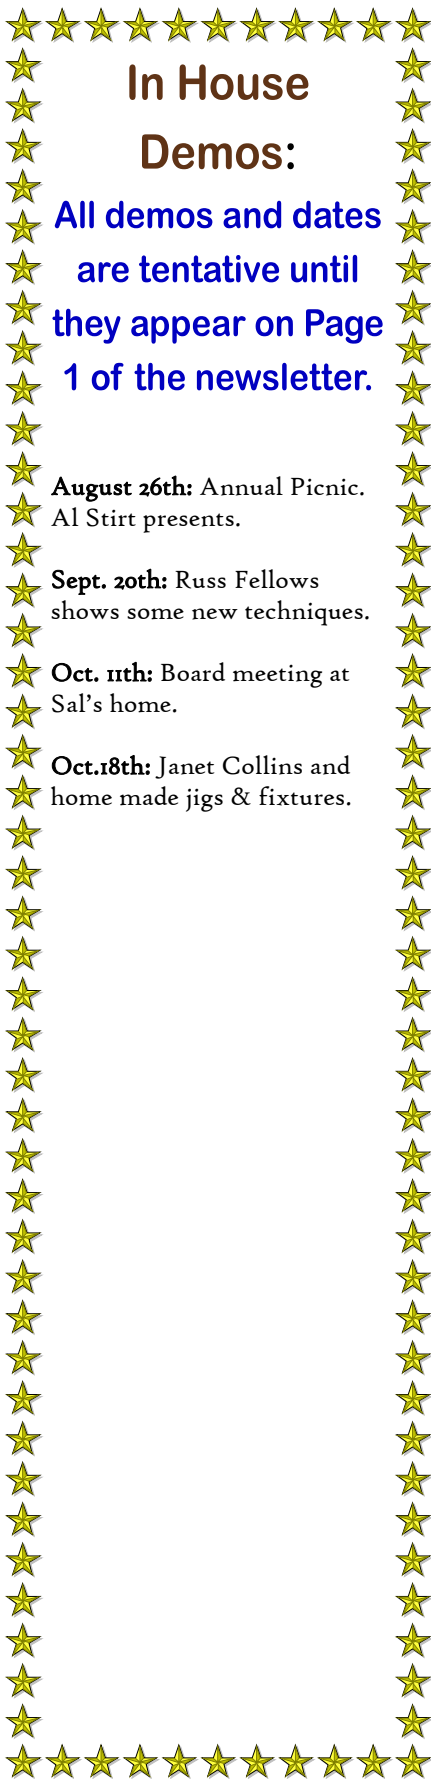 In House
Demos:
All demos and dates
are tentative until
they appear on Page
1 of the newsletter.
August 26th: Annual Picnic.
Al Stirt presents.
Sept. 20th: Russ Fellows
shows some new techniques.
Oct. 11th: Board meeting at
Sal’s home.
Oct.18th: Janet Collins and
home made jigs & fixtures.